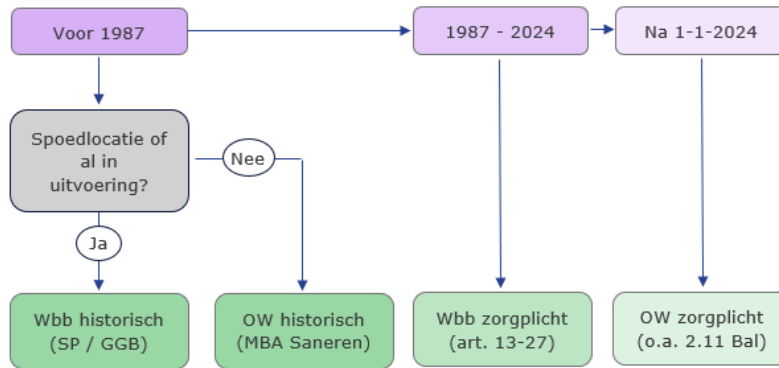 Voor 1987
1987 - 2024
Na 1-1-2024
Spoedlocatie of
al in
uitvoering?
Nee
Ja
Wbb historisch
(SP / GGB)
OW historisch
(MBA Saneren)
Wbb zorgplicht
(art. 13-27)
OW zorgplicht
(o.a. 2.11 Bal)